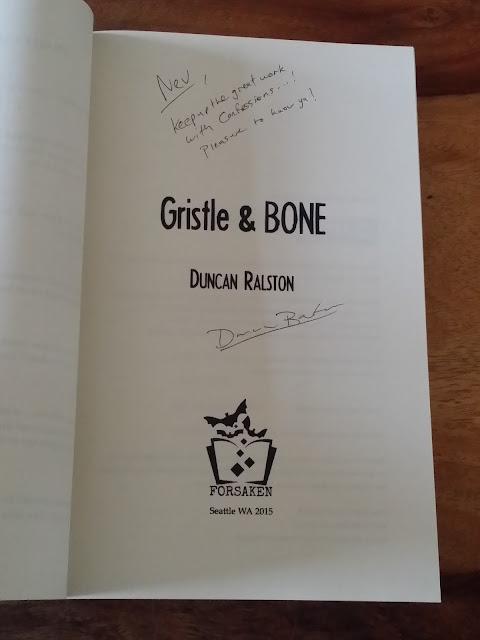 Nev,
Keep up the great work
with Confessions...!
Pleasure to know ya!
Gristle & BONE
DUNCAN RALSTON
FORSAKEN
Seattle WA 2015